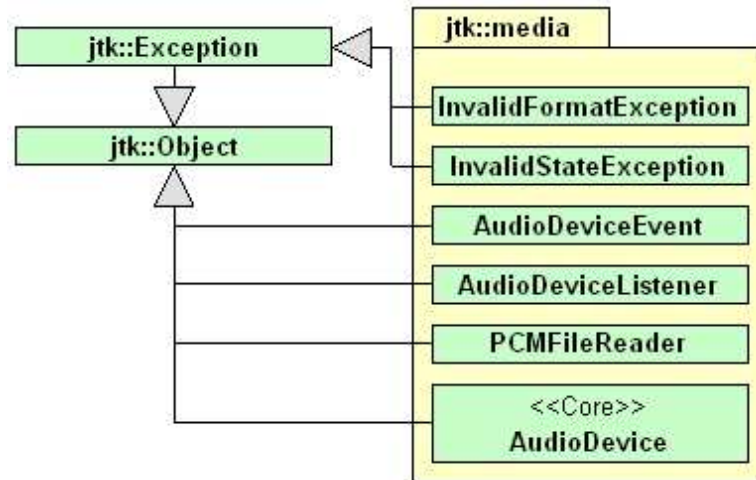 jtk::Exception
jtk::Object
jtk::media
InvalidFormatException
InvalidStateException
AudioDeviceEvent
AudioDeviceListener
PCMFileReader
<<Core>>
AudioDevice